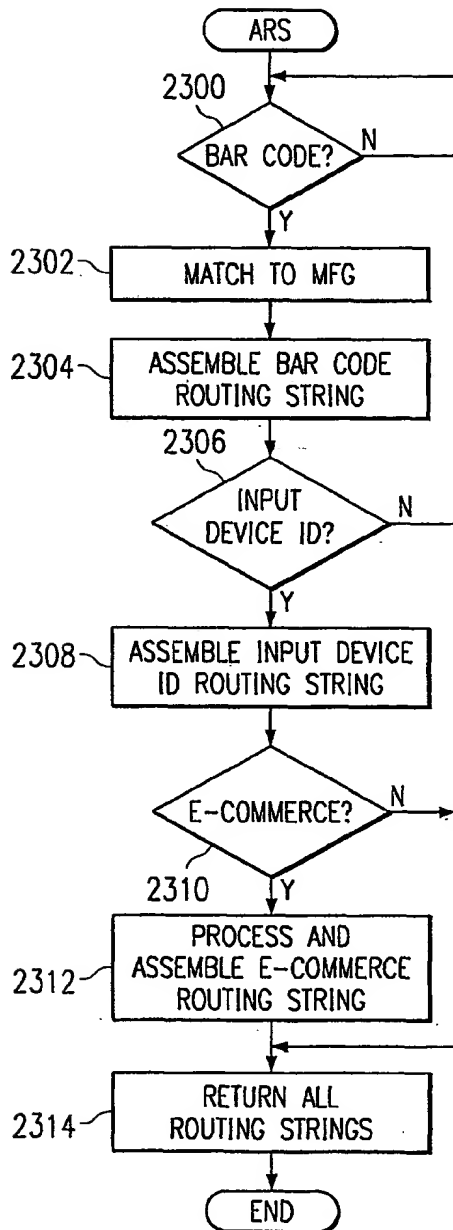 ARS
2300
BAR CODE?
N
Y
2302
MATCH TO MFG
2304
ASSEMBLE BAR CODE
ROUTING STRING
2306
INPUT
DEVICE ID?
N
Y
2308
ASSEMBLE INPUT DEVICE
ID ROUTING STRING
E-COMMERCE?
N
2310
Y
2312
PROCESS AND
ASSEMBLE E-COMMERCE
ROUTING STRING
2314
RETURN ALL
ROUTING STRINGS
END